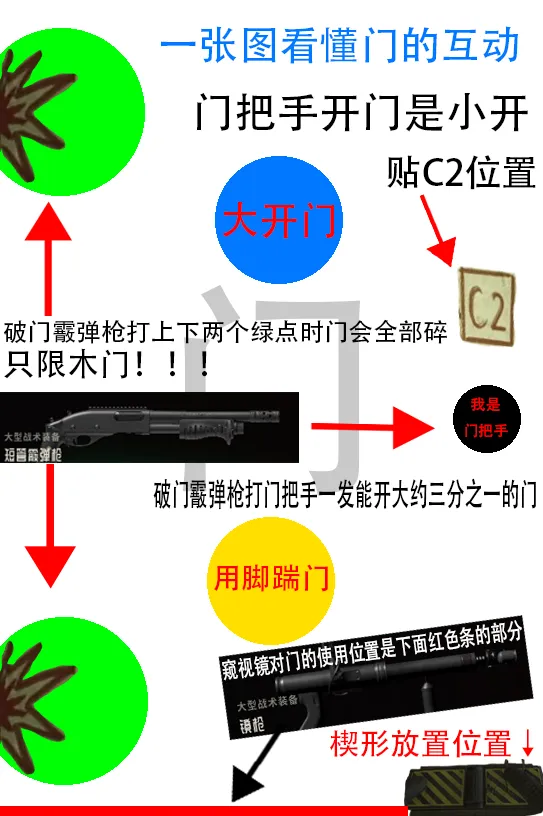 一张图看懂门的互动
门把手开门是小开
贴C2位置
大开门
C2
门
破门霰弹枪打上下两个绿点时门会全部碎
只限木门！！！
大型战术装备
短管霰弹枪
我是
门把手
破门霰弹枪打门把手一发能开大约三分之一的门
用脚踹门
窥视镜对门的使用位置是下面红色条的部分
大型战术装备
镜枪
楔形放置位置↓